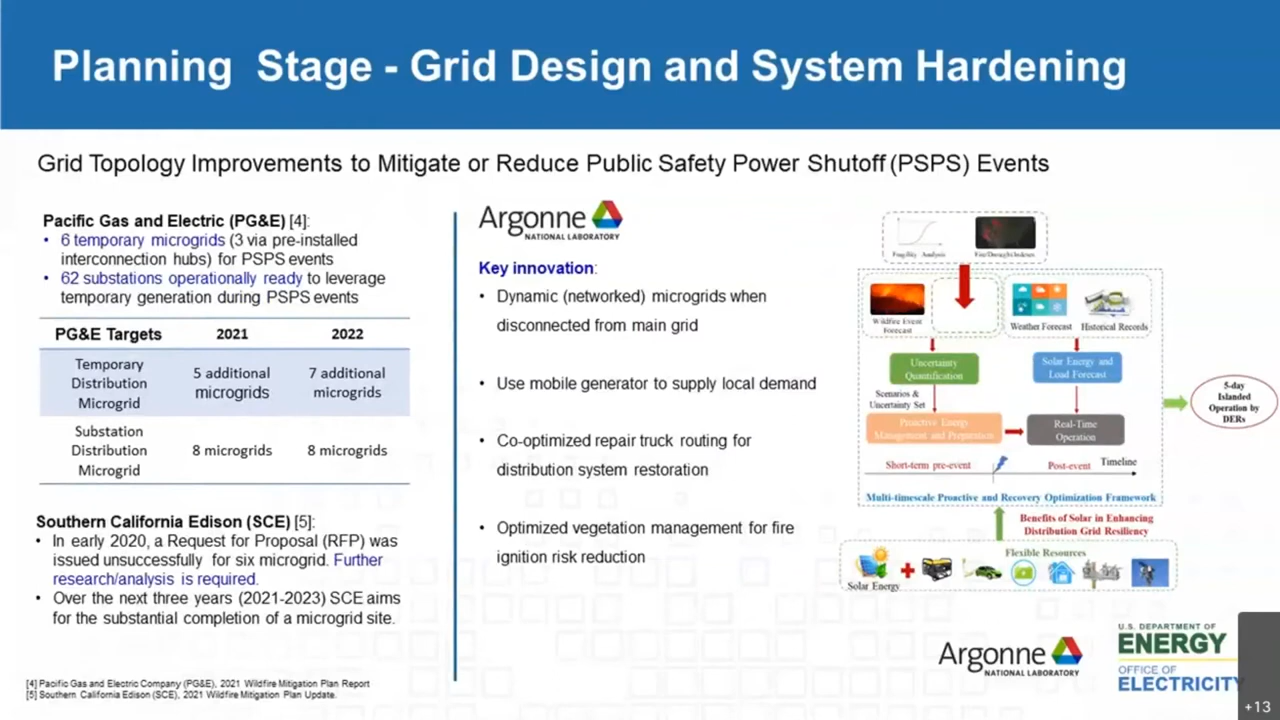 Planning Stage - Grid Design and System Hardening
Grid Topology Improvements to Mitigate or Reduce Public Safety Power Shutoff (PSPS) Events
Pacific Gas and Electric (PG&E) [4]:
• 6 temporary microgrids (3 via pre-installed
interconnection hubs) for PSPS events
• 62 substations operationally ready to leverage
temporary generation during PSPS events
PG&E Targets 2021 2022
Temporary
Distribution
Microgrid
5 additional
microgrids
7 additional
microgrids
Substation
Distribution
Microgrid
8 microgrids 8 microgrids
Southern California Edison (SCE) [5]:
• In early 2020, a Request for Proposal (RFP) was
issued unsuccessfully for six microgrid. Further
research/analysis is required.
• Over the next three years (2021-2023) SCE aims
for the substantial completion of a microgrid site.
[4] Pacific Gas and Electric Company (PG&E), 2021 Wildfire Mitigation Plan Report
[5] Southern California Edison (SCE), 2021 Wildfire Mitigation Plan Update.
Argonne
NATIONAL LABORATORY
Key innovation:
• Dynamic (networked) microgrids when
disconnected from main grid
• Use mobile generator to supply local demand
• Co-optimized repair truck routing for
distribution system restoration
• Optimized vegetation management for fire
ignition risk reduction
Fragility Analysis
Fire/Drought Indexes
Wildfire Event
Forecast
Weather Forecast
Historical Records
Uncertainty
Quantification
Solar Energy and
Load Forecast
Scenarios &
Uncertainty Set
Proactive Energy
Management and Preparation
Real-Time
Operation
Short-term pre-event
Post-event
Timeline
Multi-timescale Proactive and Recovery Optimization Framework
5-day
Islanded
Operation by
DERs
Benefits of Solar in Enhancing
Distribution Grid Resiliency
Flexible Resources
Solar Energy
Argonne
NATIONAL LABORATORY
U.S. DEPARTMENT OF
ENERGY
OFFICE OF
ELECTRICITY
+13